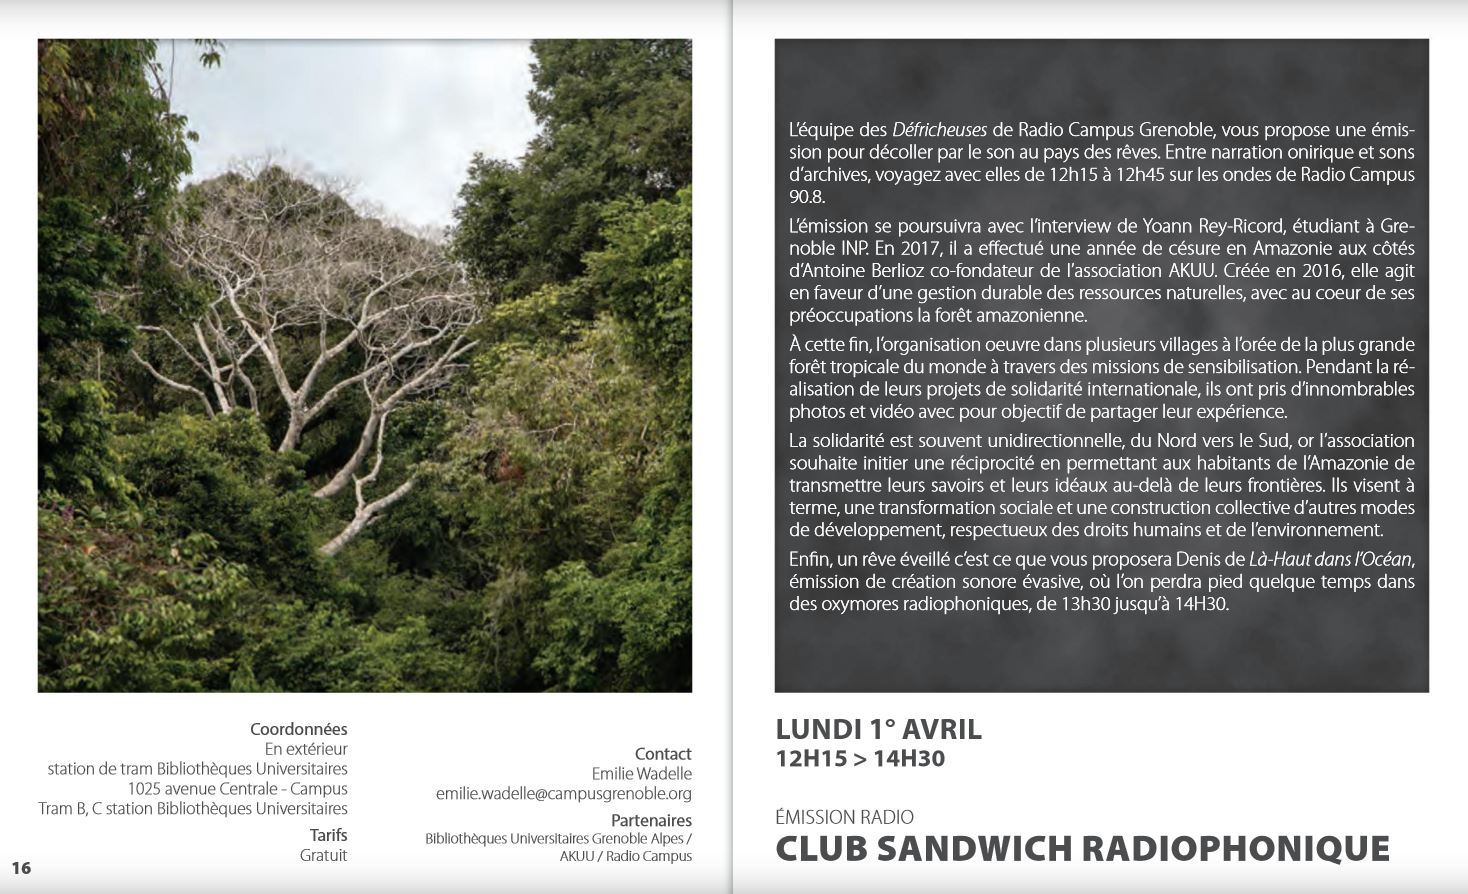 Coordonnées
En extérieur
station de tram Bibliothèques Universitaires
1025 avenue Centrale - Campus
Tram B, C station Bibliothèques Universitaires
Tarifs
Gratuit
Contact
Emilie Wadelle
emilie.wadelle@campusgrenoble.org
Partenaires
Bibliothèques Universitaires Grenoble Alpes /
AKUU / Radio Campus
16
L'équipe des Défricheuses de Radio Campus Grenoble, vous propose une émis-
sion pour décoller par le son au pays des rêves. Entre narration onirique et sons
d'archives, voyagez avec elles de 12h15 à 12h45 sur les ondes de Radio Campus
90.8.
L'émission se poursuivra avec l'interview de Yoann Rey-Ricord, étudiant à Gre-
noble INP. En 2017, il a effectué une année de césure en Amazonie aux côtés
d'Antoine Berlioz co-fondateur de l'association AKUU. Créée en 2016, elle agit
en faveur d'une gestion durable des ressources naturelles, avec au coeur de ses
préoccupations la forêt amazonienne.
À cette fin, l'organisation oeuvre dans plusieurs villages à l'orée de la plus grande
forêt tropicale du monde à travers des missions de sensibilisation. Pendant la ré-
alisation de leurs projets de solidarité internationale, ils ont pris d'innombrables
photos et vidéo avec pour objectif de partager leur expérience.
La solidarité est souvent unidirectionnelle, du Nord vers le Sud, or l'association
souhaite initier une réciprocité en permettant aux habitants de l'Amazonie de
transmettre leurs savoirs et leurs idéaux au-delà de leurs frontières. Ils visent à
terme, une transformation sociale et une construction collective d'autres modes
de développement, respectueux des droits humains et de l'environnement.
Enfin, un rêve éveillé c'est ce que vous proposera Denis de Là-Haut dans l'Océan,
émission de création sonore évasive, où l'on perdra pied quelque temps dans
des oxymores radiophoniques, de 13h30 jusqu'à 14H30.
LUNDI 1° AVRIL
12H15 > 14H30
ÉMISSION RADIO
CLUB SANDWICH RADIOPHONIQUE